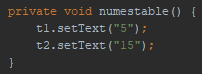 private void numestable() {
t1.setText("5");
t2.setText("15");
}